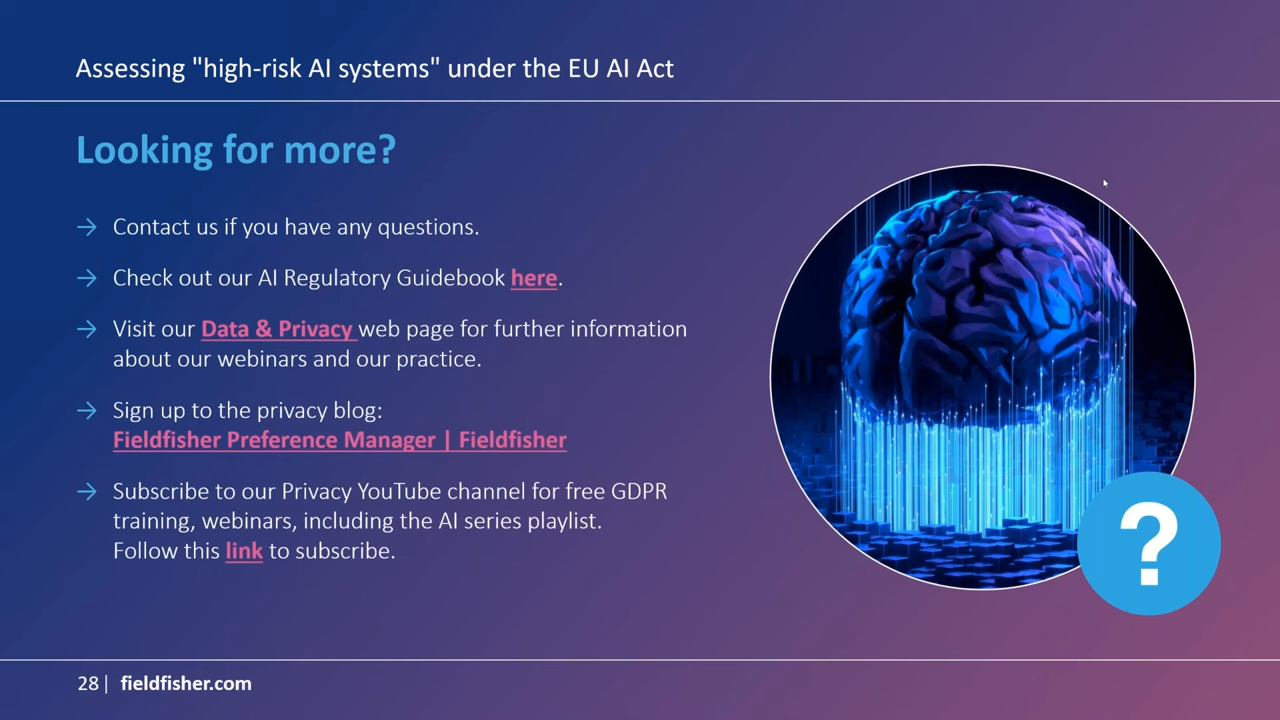 Assessing "high-risk AI systems" under the EU AI Act
Looking for more?
→ Contact us if you have any questions.
→ Check out our AI Regulatory Guidebook here.
→ Visit our Data & Privacy web page for further information
about our webinars and our practice.
→ Sign up to the privacy blog:
Fieldfisher Preference Manager | Fieldfisher
→ Subscribe to our Privacy YouTube channel for free GDPR
training, webinars, including the AI series playlist.
Follow this link to subscribe.
?
28 | fieldfisher.com